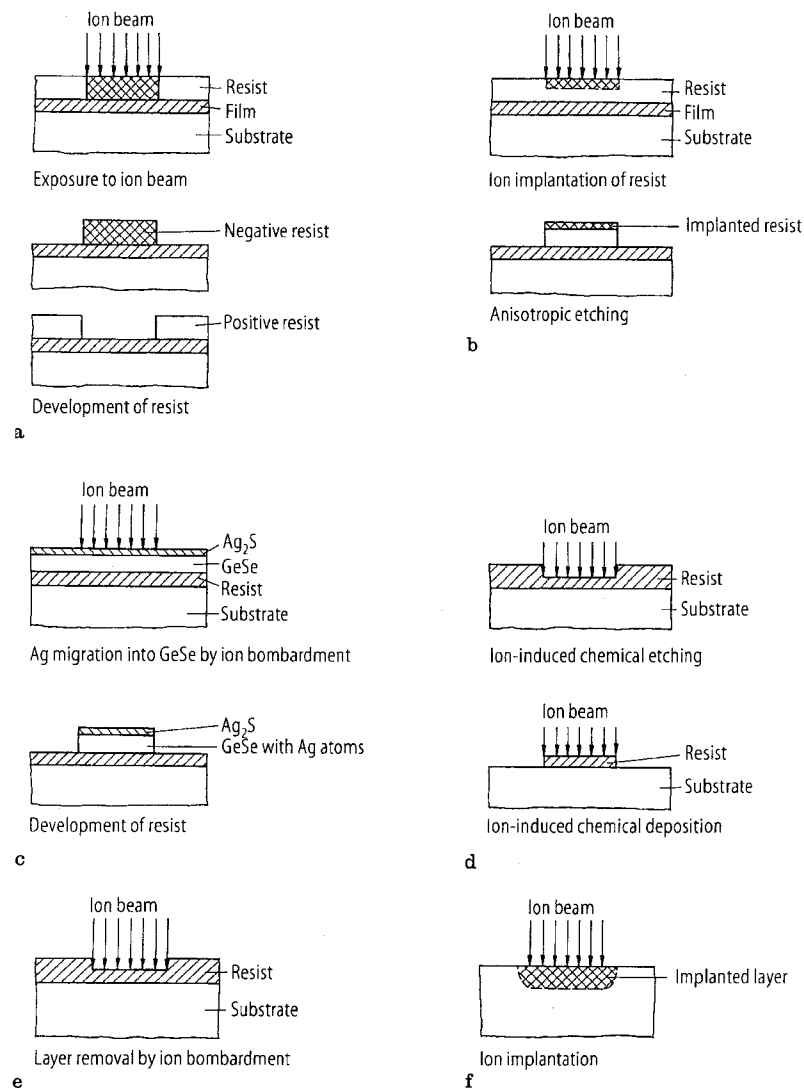 Ion beam
Resist
Film
Substrate
Exposure to ion beam
Negative resist
Positive resist
Development of resist
a
Ion beam
Resist
Film
Substrate
Ion implantation of resist
Implanted resist
Anisotropic etching
b
Ion beam
Ag₂S
GeSe
Resist
Substrate
Ag migration into GeSe by ion bombardment
Ag₂S
GeSe with Ag atoms
Development of resist
c
Ion beam
Resist
Substrate
Ion-induced chemical etching
Ion beam
Resist
Substrate
Ion-induced chemical deposition
d
Ion beam
Resist
Substrate
Layer removal by ion bombardment
e
Ion beam
Implanted layer
Ion implantation
f